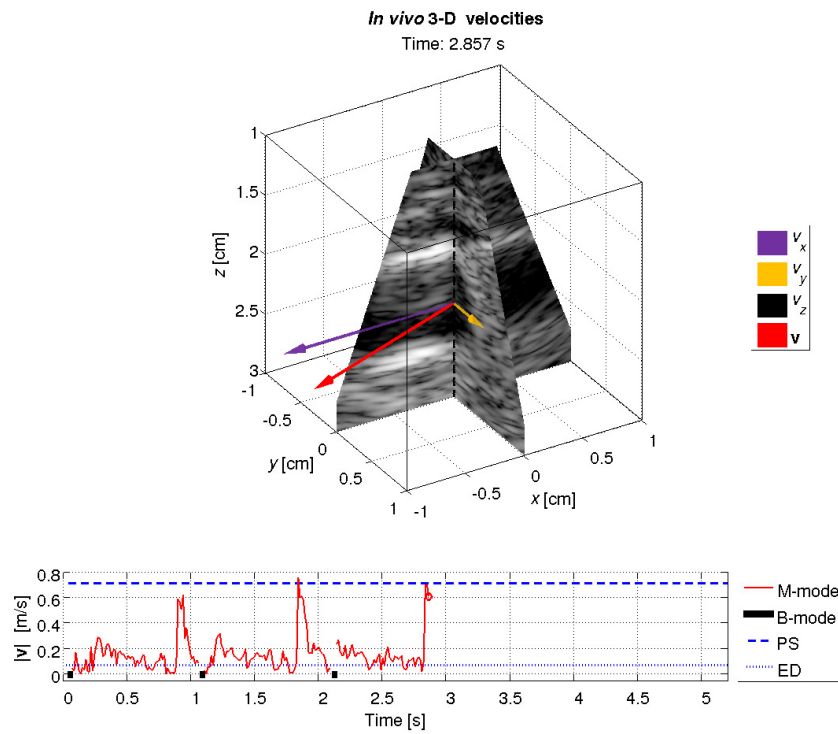 In vivo 3-D velocities
Time: 2.857 s
1
1.5
2
2.5
3
z [cm]
-1
-0.5
0
0.5
1
y [cm]
-1
-0.5
0
0.5
1
x [cm]
v_x
v_y
v_z
v
0.8
0.6
0.4
0.2
0
|v| [m/s]
0
0.5
1
1.5
2
2.5
3
3.5
4
4.5
5
Time [s]
M-mode
B-mode
PS
ED